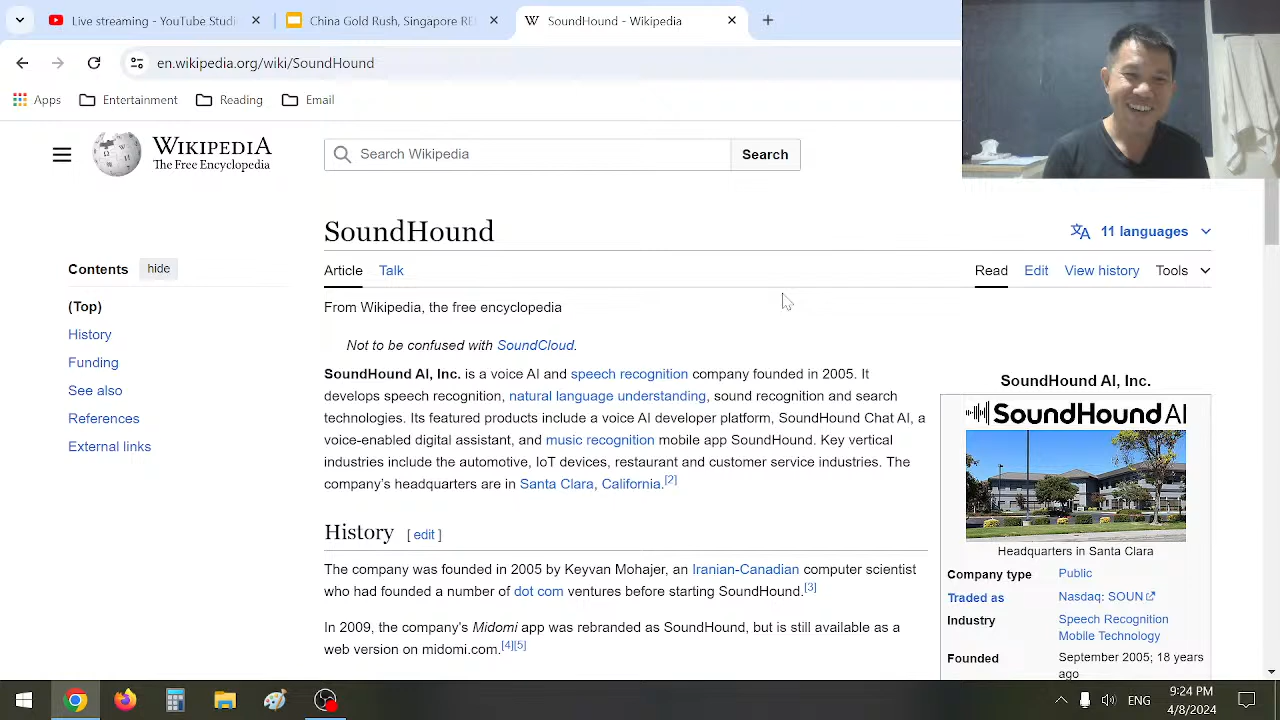 Live streaming - YouTube Studi
China Gold Rush, Singapore RE
SoundHound - Wikipedia
en.wikipedia.org/wiki/SoundHound
Apps
Entertainment
Reading
Email
WIKIPEDIA
The Free Encyclopedia
Search Wikipedia
Search
SoundHound
11 languages
Contents
hide
Article
Talk
Read
Edit
View history
Tools
(Top)
History
Funding
See also
References
External links
From Wikipedia, the free encyclopedia
Not to be confused with SoundCloud.
SoundHound AI, Inc. is a voice AI and speech recognition company founded in 2005. It
develops speech recognition, natural language understanding, sound recognition and search
technologies. Its featured products include a voice AI developer platform, SoundHound Chat AI, a
voice-enabled digital assistant, and music recognition mobile app SoundHound. Key vertical
industries include the automotive, IoT devices, restaurant and customer service industries. The
company's headquarters are in Santa Clara, California.[2]
History [ edit ]
The company was founded in 2005 by Keyvan Mohajer, an Iranian-Canadian computer scientist
who had founded a number of dot com ventures before starting SoundHound.[3]
In 2009, the company's Midomi app was rebranded as SoundHound, but is still available as a
web version on midomi.com.[4][5]
SoundHound AI, Inc.
SoundHound AI
Headquarters in Santa Clara
Company type Public
Traded as Nasdaq: SOUN
Industry Speech Recognition
Mobile Technology
Founded September 2005; 18 years
ago
ENG
9:24 PM
4/8/2024